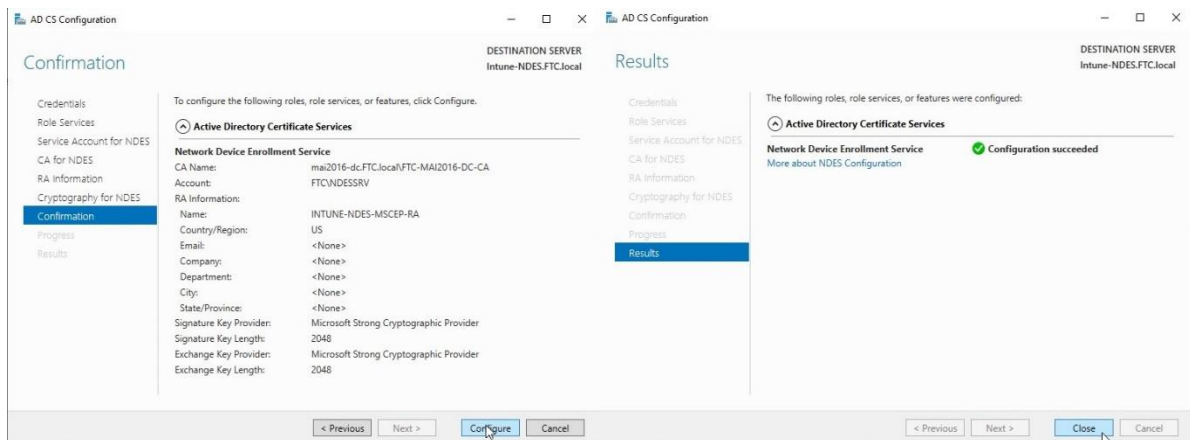 AD CS Configuration
DESTINATION SERVER
Intune-NDES.FTC.local
Confirmation
Credentials
Role Services
Service Account for NDES
CA for NDES
RA Information
Cryptography for NDES
Confirmation
Progress
Results
To configure the following roles, role services, or features, click Configure.
Active Directory Certificate Services
Network Device Enrollment Service
CA Name: mai2016-dc.FTC.local\FTC-MAI2016-DC-CA
Account: FTC\NDESSRV
RA Information:
Name: INTUNE-NDES-MSCEP-RA
Country/Region: US
Email: <None>
Company: <None>
Department: <None>
City: <None>
State/Province: <None>
Signature Key Provider: Microsoft Strong Cryptographic Provider
Signature Key Length: 2048
Exchange Key Provider: Microsoft Strong Cryptographic Provider
Exchange Key Length: 2048
< Previous Next > Configure Cancel
AD CS Configuration
DESTINATION SERVER
Intune-NDES.FTC.local
Results
Credentials
Role Services
Service Account for NDES
CA for NDES
RA Information
Cryptography for NDES
Confirmation
Progress
Results
The following roles, role services, or features were configured:
Active Directory Certificate Services
Network Device Enrollment Service Configuration succeeded
More about NDES Configuration
< Previous Next > Close Cancel